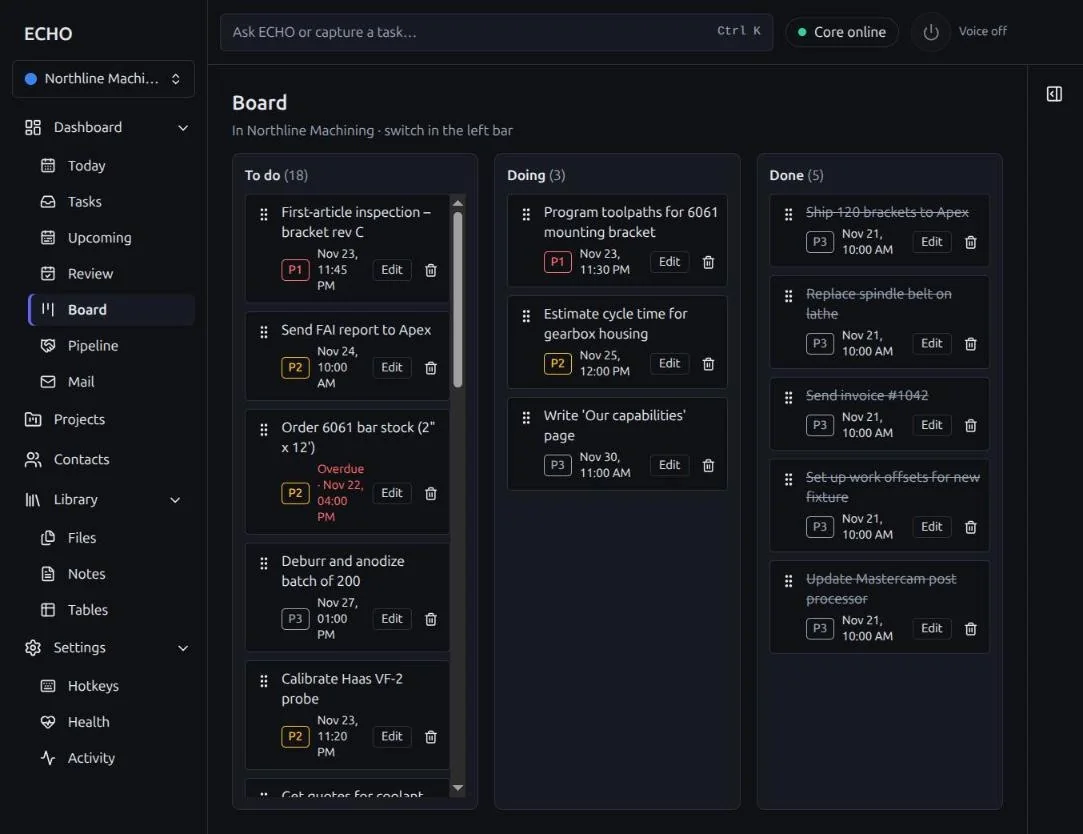 ECHO
Ask ECHO or capture a task…
Ctrl K
Core online
Voice off
Northline Machi…
Dashboard
Today
Tasks
Upcoming
Review
Board
Pipeline
Mail
Projects
Contacts
Library
Files
Notes
Tables
Settings
Hotkeys
Health
Activity
Board
In Northline Machining · switch in the left bar
To do (18)
First-article inspection –
bracket rev C
P1
Nov 23,
11:45
PM
Edit
Send FAI report to Apex
P2
Nov 24,
10:00
AM
Edit
Order 6061 bar stock (2"
x 12')
P2
Overdue
· Nov 22,
04:00
PM
Edit
Deburr and anodize
batch of 200
P3
Nov 27,
01:00
PM
Edit
Calibrate Haas VF-2
probe
P2
Nov 23,
11:20
PM
Edit
Get quotes for coolant
Doing (3)
Program toolpaths for 6061
mounting bracket
P1
Nov 23,
11:30 PM
Edit
Estimate cycle time for
gearbox housing
P2
Nov 25,
12:00 PM
Edit
Write 'Our capabilities'
page
P3
Nov 30,
11:00 AM
Edit
Done (5)
Ship 120 brackets to Apex
P3
Nov 21,
10:00 AM
Edit
Replace spindle belt on
lathe
P3
Nov 21,
10:00 AM
Edit
Send invoice #1042
P3
Nov 21,
10:00 AM
Edit
Set up work offsets for new
fixture
P3
Nov 21,
10:00 AM
Edit
Update Mastercam post
processor
P3
Nov 21,
10:00 AM
Edit